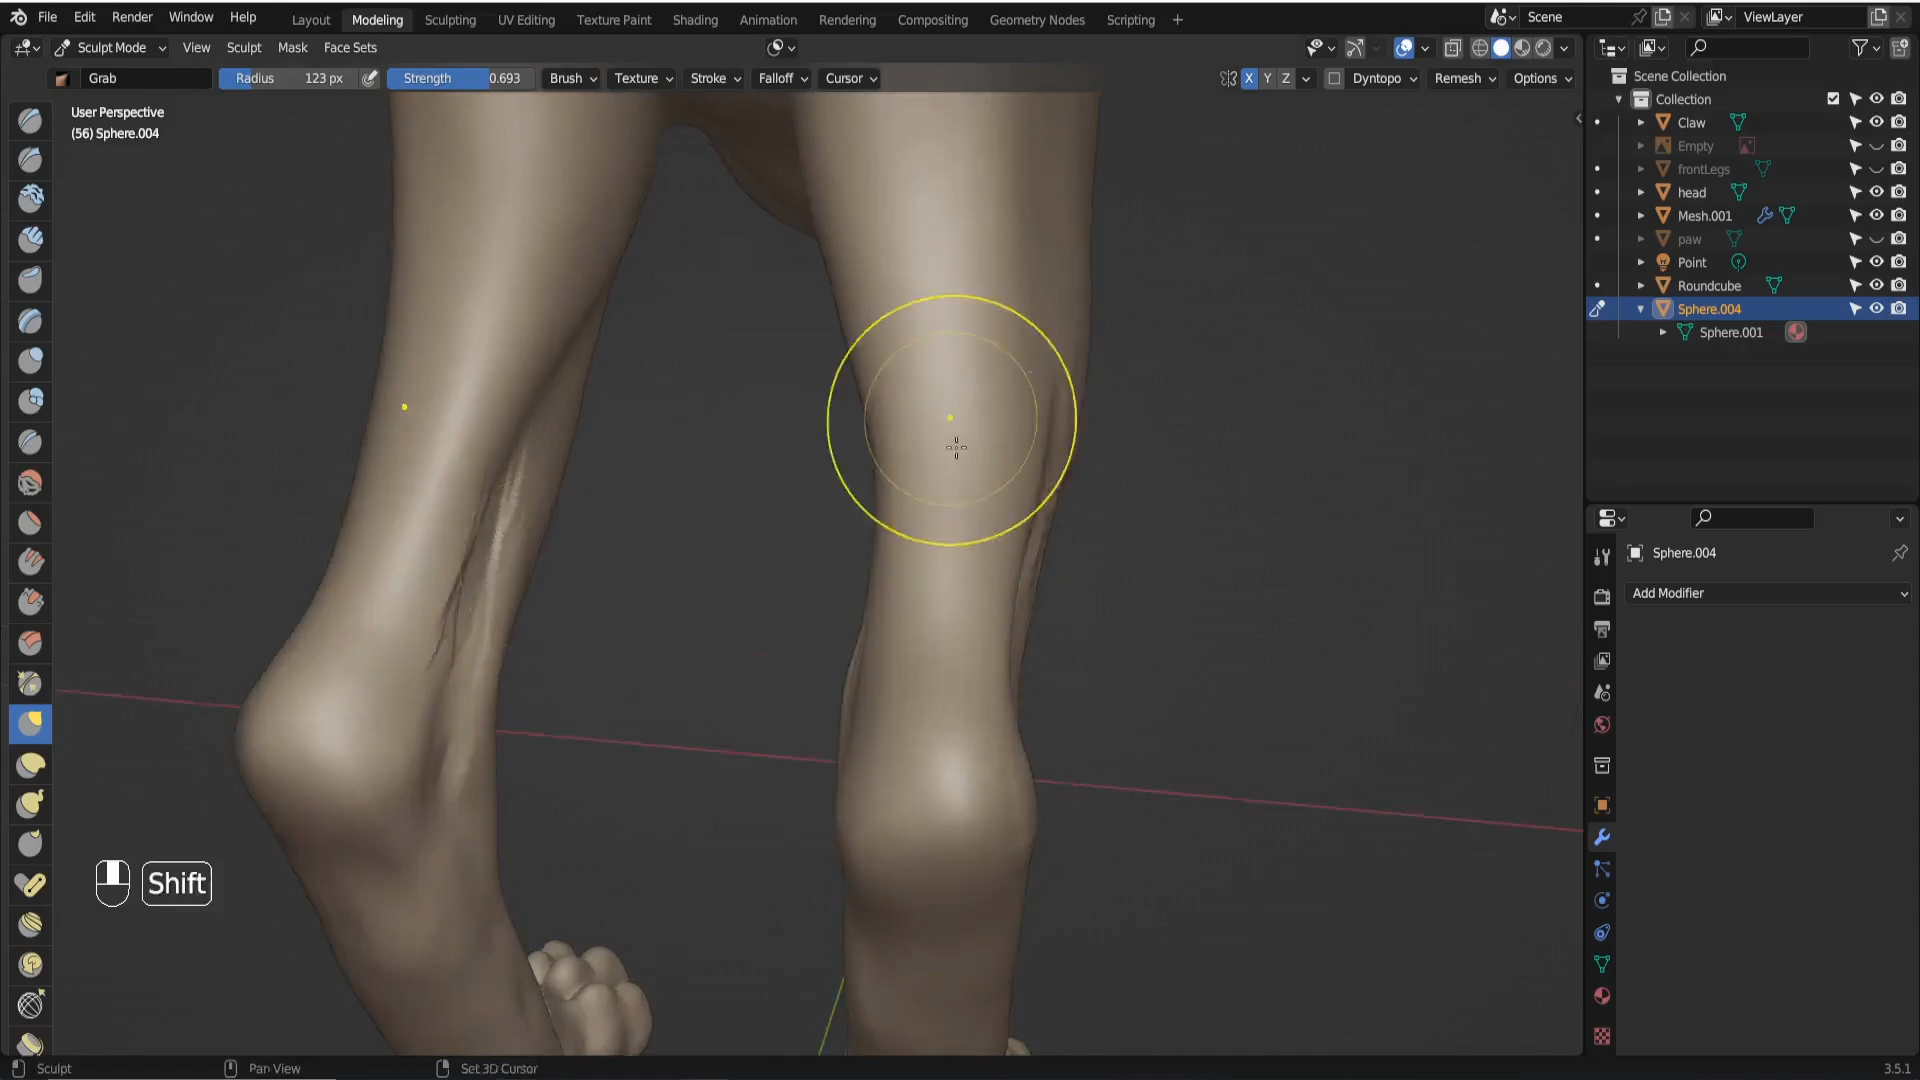 File Edit Render Window Help Layout Modeling Sculpting UV Editing Texture Paint Shading Animation Rendering Compositing Geometry Nodes Scripting + Scene ViewLayer
Sculpt Mode View Sculpt Mask Face Sets
Grab Radius 123 px Strength 0.693 Brush Texture Stroke Falloff Cursor X Y Z Dyntopo Remesh Options
User Perspective
(56) Sphere.004
Scene Collection
Collection
Claw
Empty
frontLegs
head
Mesh.001
paw
Point
Roundcube
Sphere.004
Sphere.001
Sphere.004
Add Modifier
Shift
Sculpt Pan View Set 3D Cursor 3.5.1